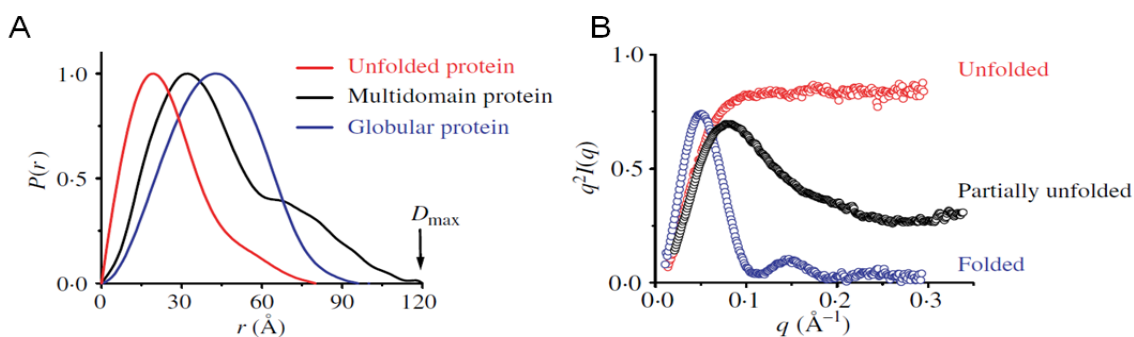 A
1·0
0·5
0·0
P(r)
0
30
60
90
120
r (Å)
Unfolded protein
Multidomain protein
Globular protein
Dmax
B
1·0
0·5
0·0
q²I(q)
0·0
0·1
0·2
0·3
q (Å⁻¹)
Unfolded
Partially unfolded
Folded